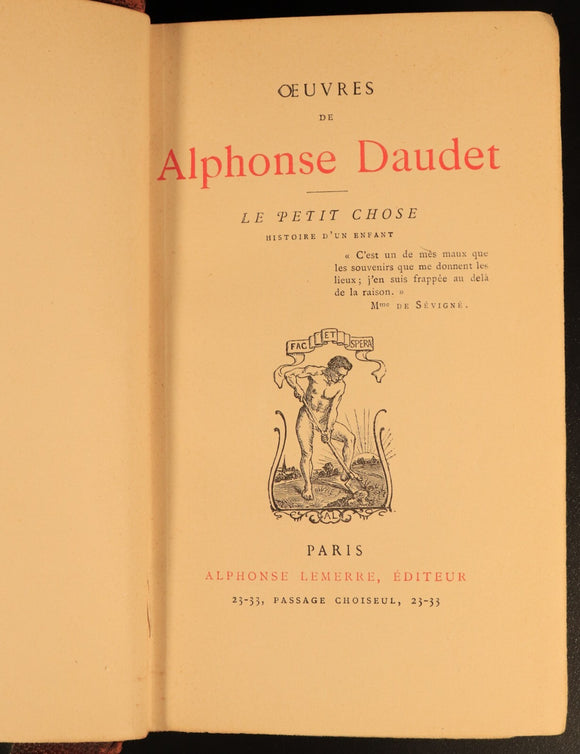 ŒUVRES
DE
Alphonse Daudet
LE PETIT CHOSE
HISTOIRE D'UN ENFANT
« C'est un de mes maux que
les souvenirs que me donnent les
lieux ; j'en suis frappée au delà
de la raison. »
Mme DE SÉVIGNÉ.
FAC ET SPERA
AL
PARIS
ALPHONSE LEMERRE, ÉDITEUR
23-33, PASSAGE CHOISEUL, 23-33